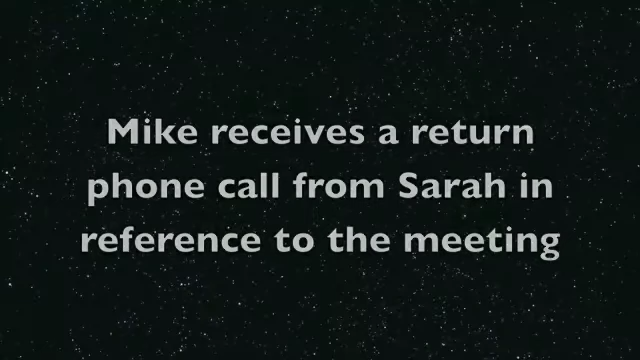 Mike receives a return
phone call from Sarah in
reference to the meeting